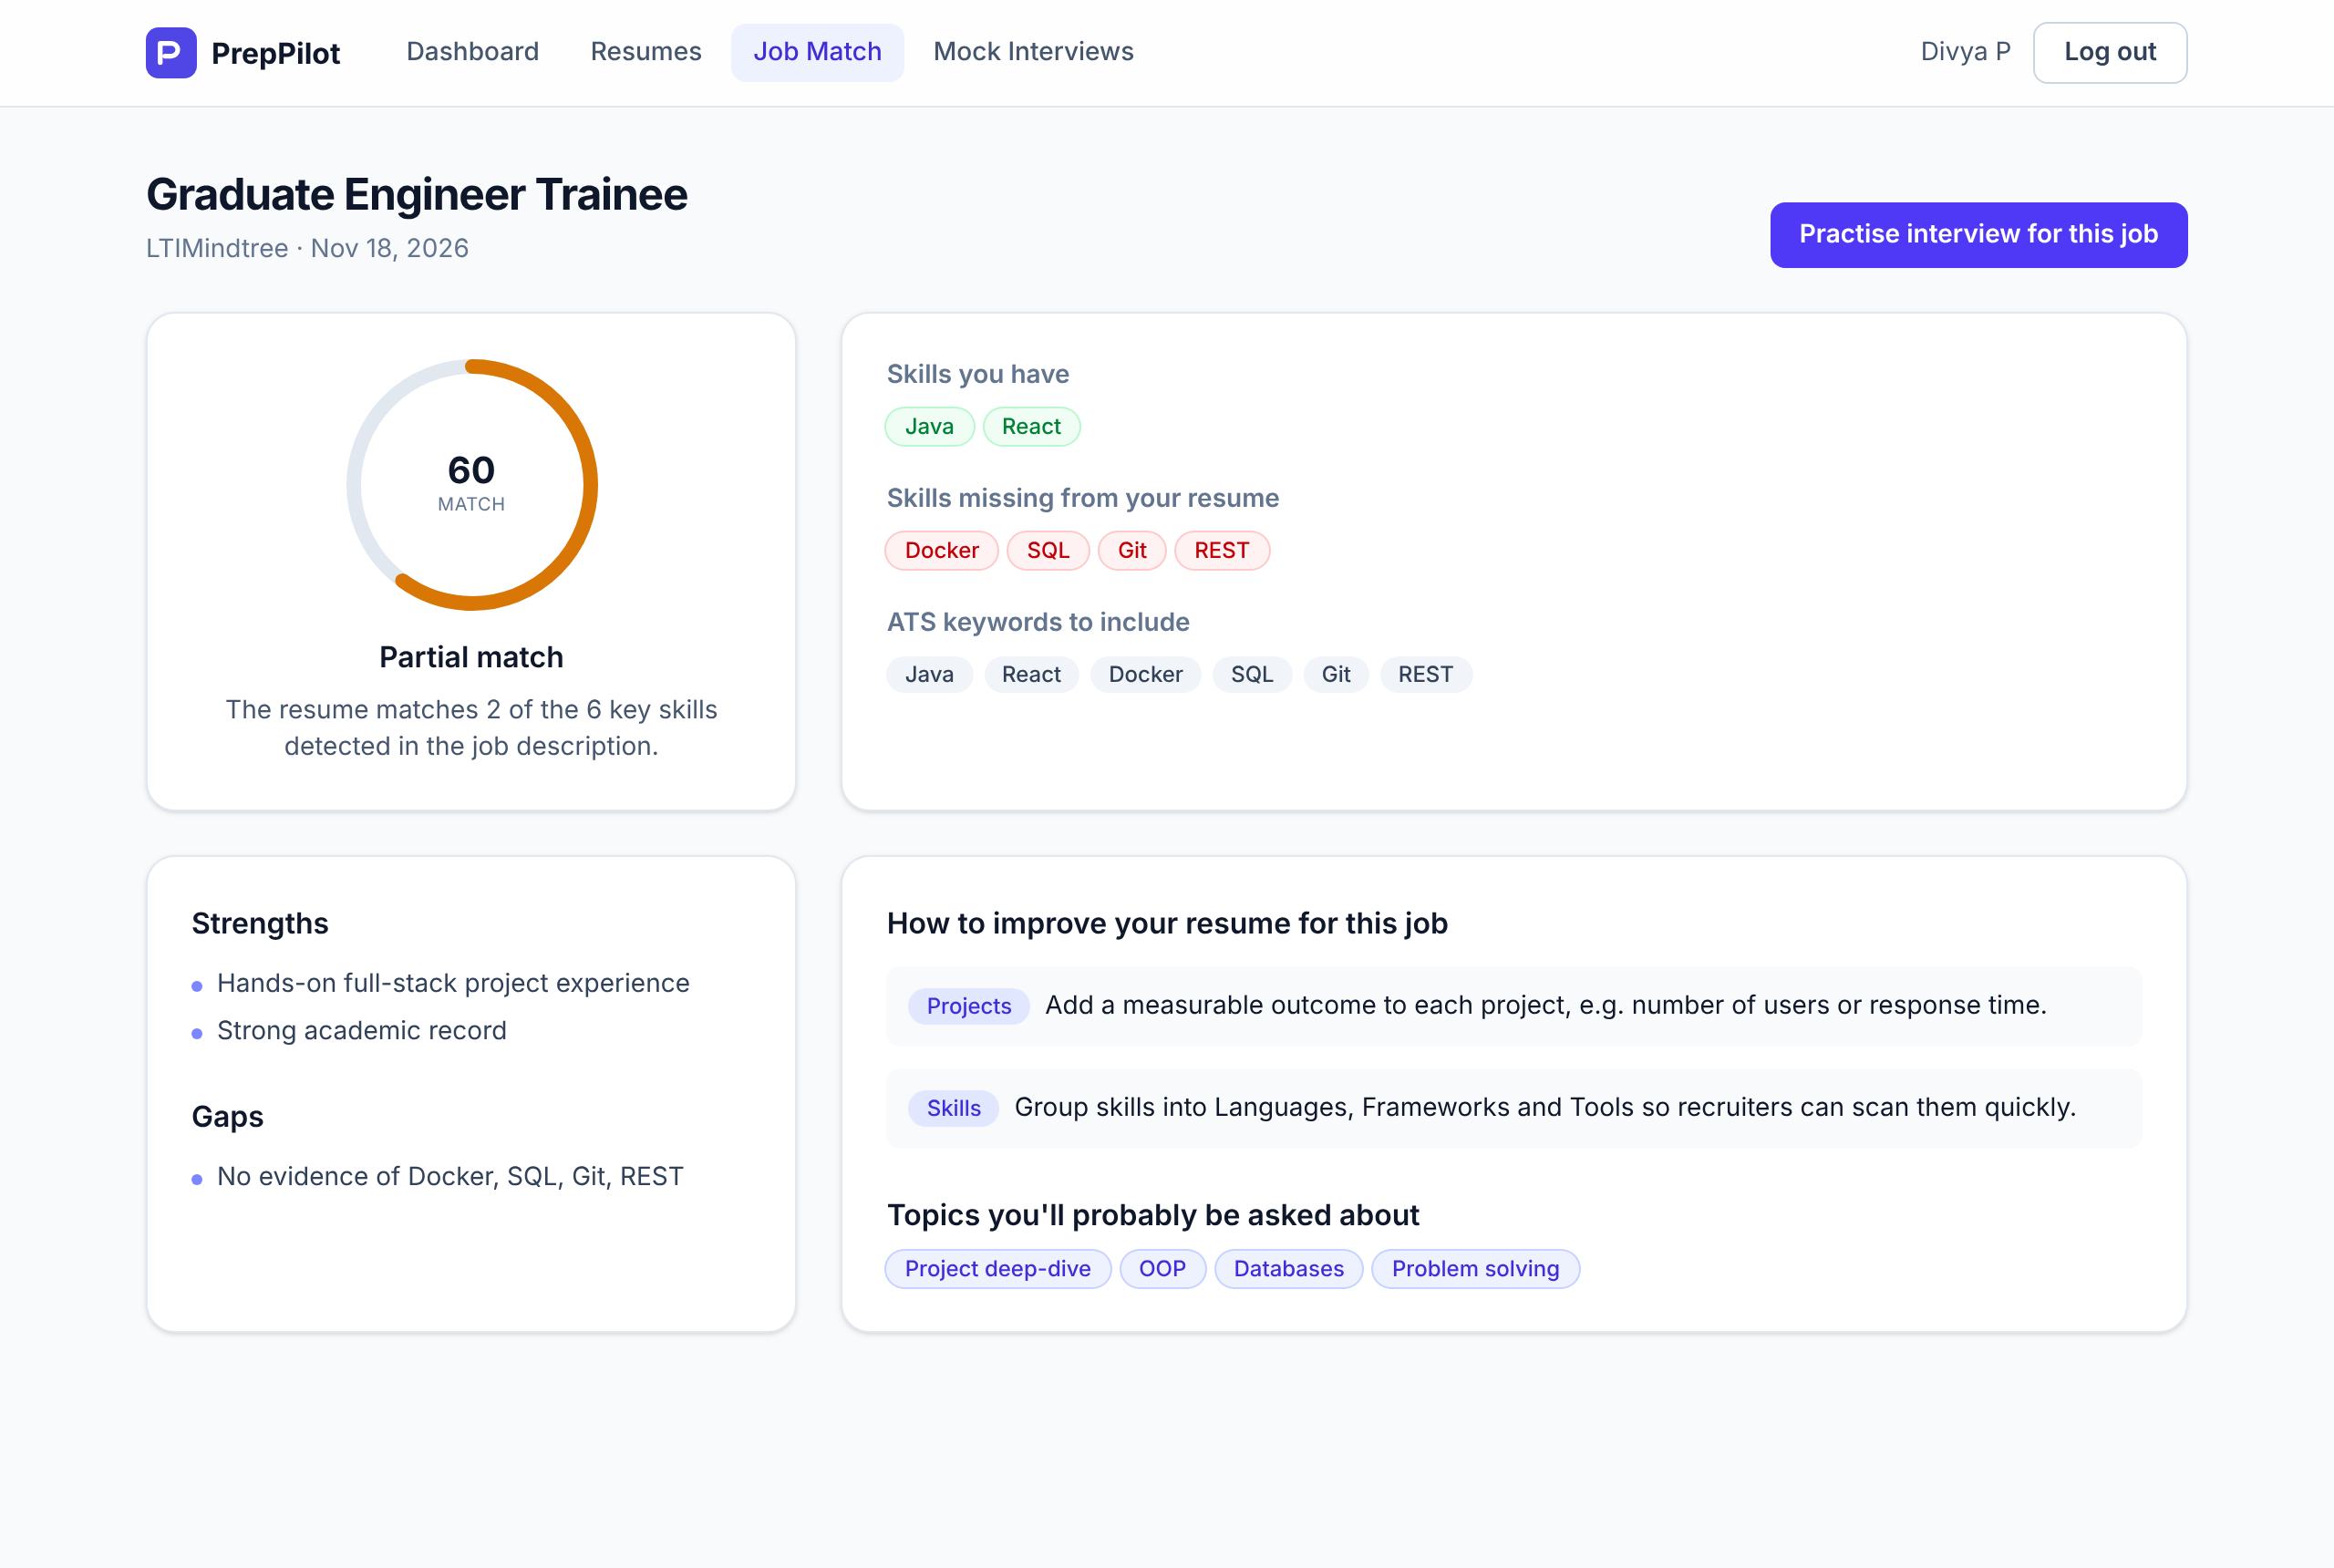 PrepPilot Dashboard Resumes Job Match Mock Interviews Divya P Log out
Graduate Engineer Trainee
LTIMindtree · Nov 18, 2026
Practise interview for this job
60
MATCH
Partial match
The resume matches 2 of the 6 key skills
detected in the job description.
Skills you have
Java React
Skills missing from your resume
Docker SQL Git REST
ATS keywords to include
Java React Docker SQL Git REST
Strengths
Hands-on full-stack project experience
Strong academic record
Gaps
No evidence of Docker, SQL, Git, REST
How to improve your resume for this job
Projects Add a measurable outcome to each project, e.g. number of users or response time.
Skills Group skills into Languages, Frameworks and Tools so recruiters can scan them quickly.
Topics you'll probably be asked about
Project deep-dive OOP Databases Problem solving